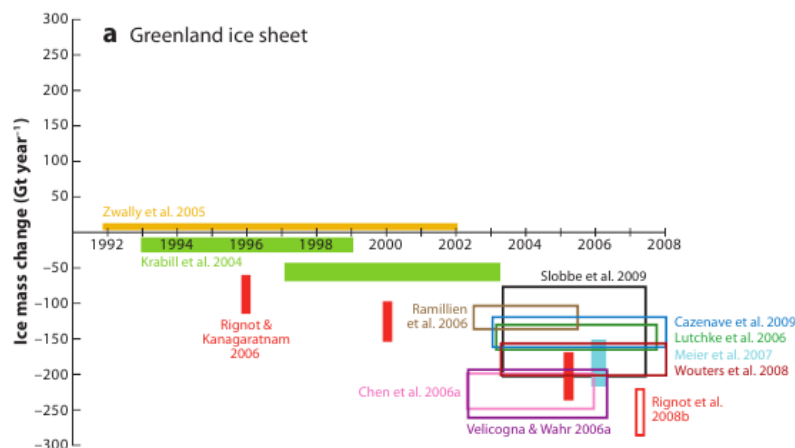 a Greenland ice sheet
Ice mass change (Gt year⁻¹)
300
250
200
150
100
50
−50
−100
−150
−200
−250
−300
1992 1994 1996 1998 2000 2002 2004 2006 2008
Zwally et al. 2005
Krabill et al. 2004
Rignot &
Kanagaratnam
2006
Ramillien
et al. 2006
Slobbe et al. 2009
Cazenave et al. 2009
Lutchke et al. 2006
Meier et al. 2007
Wouters et al. 2008
Chen et al. 2006a
Velicogna & Wahr 2006a
Rignot et al.
2008b